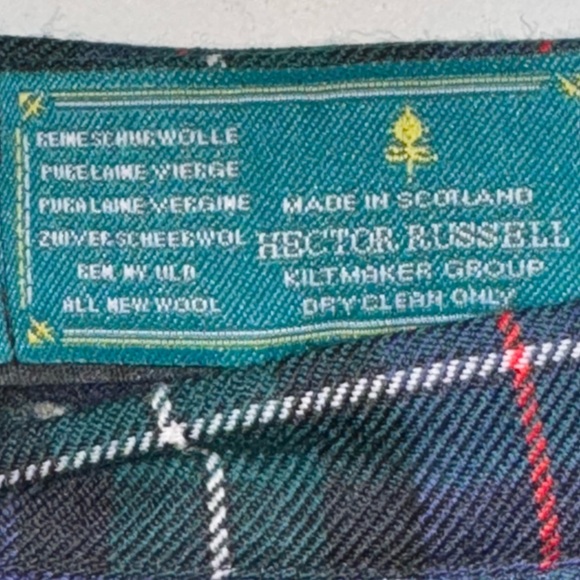 REINE SCHURWOLLE
PURE LAINE VIERGE
PURA LAINE VERGINE
ZUIVER SCHEERWOL
REN NY ULD
ALL NEW WOOL
MADE IN SCOTLAND
HECTOR RUSSELL
KILTMAKER GROUP
DRY CLEAN ONLY